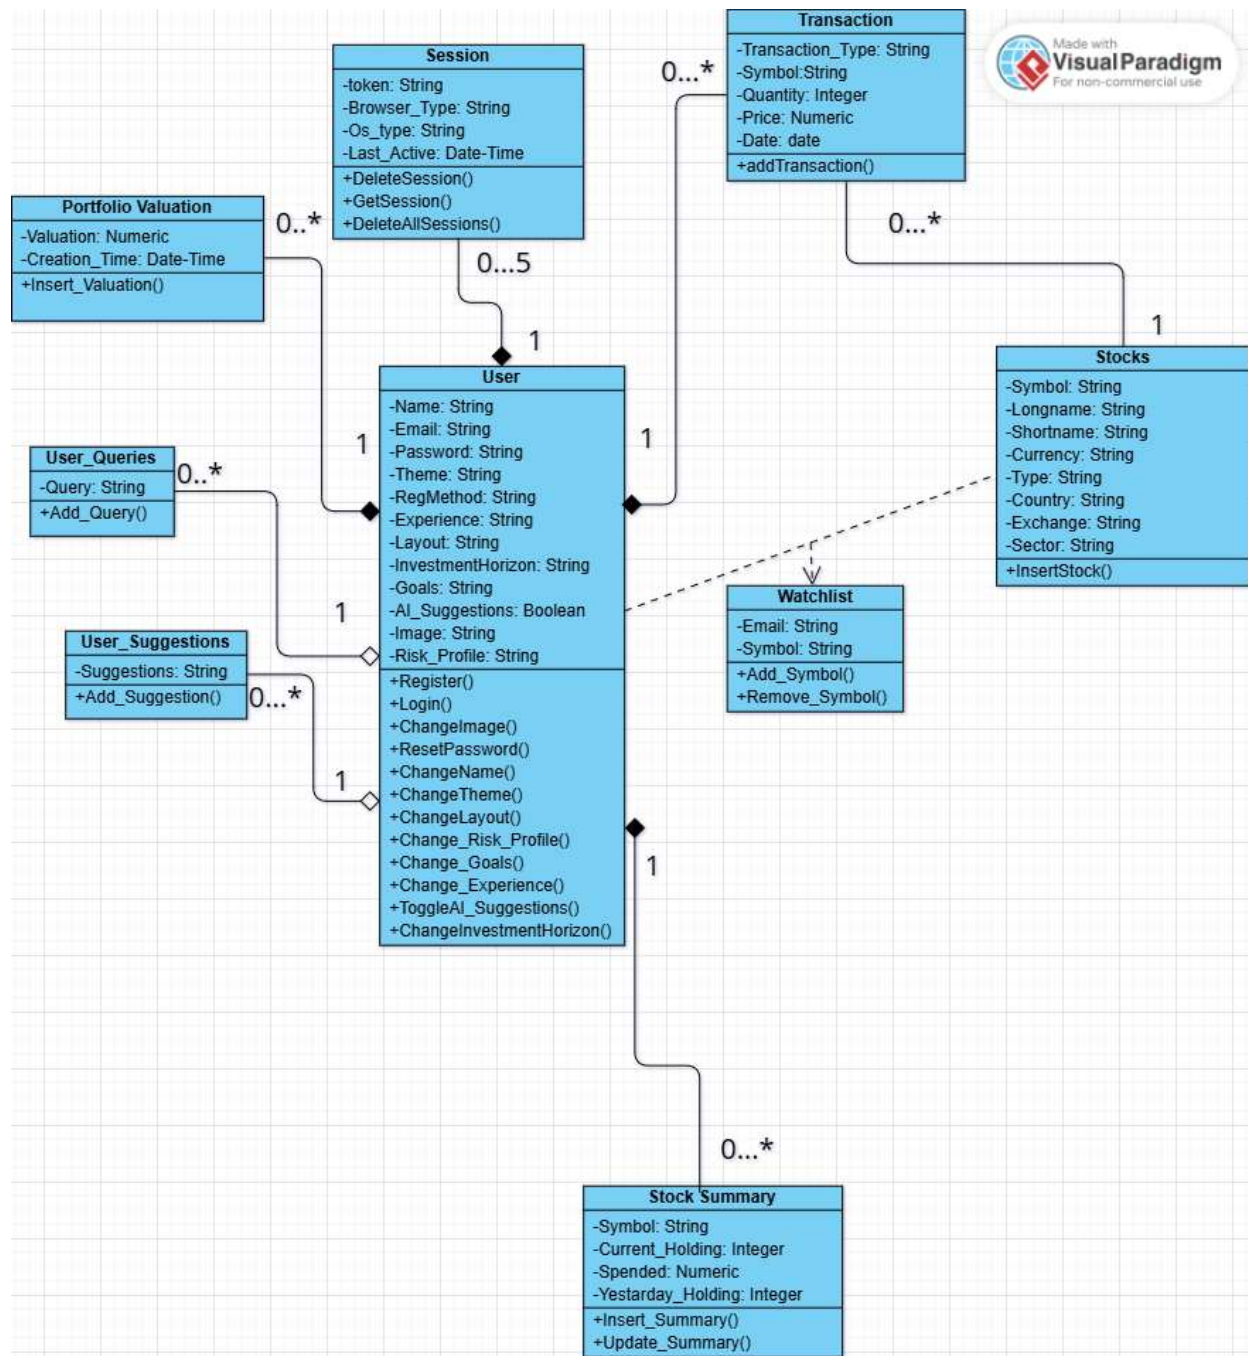 Transaction
-Transaction_Type: String
-Symbol:String
-Quantity: Integer
-Price: Numeric
-Date: date
+addTransaction()
Made with
VisualParadigm
For non-commercial use
Session
-token: String
-Browser_Type: String
-Os_type: String
-Last_Active: Date-Time
+DeleteSession()
+GetSession()
+DeleteAllSessions()
0...*
Portfolio Valuation
-Valuation: Numeric
-Creation_Time: Date-Time
+Insert_Valuation()
0..*
0...5
0...*
1
1
Stocks
-Symbol: String
-Longname: String
-Shortname: String
-Currency: String
-Type: String
-Country: String
-Exchange: String
-Sector: String
+InsertStock()
User
-Name: String
-Email: String
-Password: String
-Theme: String
-RegMethod: String
-Experience: String
-Layout: String
-InvestmentHorizon: String
-Goals: String
-AI_Suggestions: Boolean
-Image: String
-Risk_Profile: String
+Register()
+Login()
+ChangeImage()
+ResetPassword()
+ChangeName()
+ChangeTheme()
+ChangeLayout()
+Change_Risk_Profile()
+Change_Goals()
+Change_Experience()
+ToggleAI_Suggestions()
+ChangeInvestmentHorizon()
1
1
User_Queries
-Query: String
+Add_Query()
0..*
1
User_Suggestions
-Suggestions: String
+Add_Suggestion()
0...*
1
Watchlist
-Email: String
-Symbol: String
+Add_Symbol()
+Remove_Symbol()
1
0...*
Stock Summary
-Symbol: String
-Current_Holding: Integer
-Spended: Numeric
-Yestarday_Holding: Integer
+Insert_Summary()
+Update_Summary()